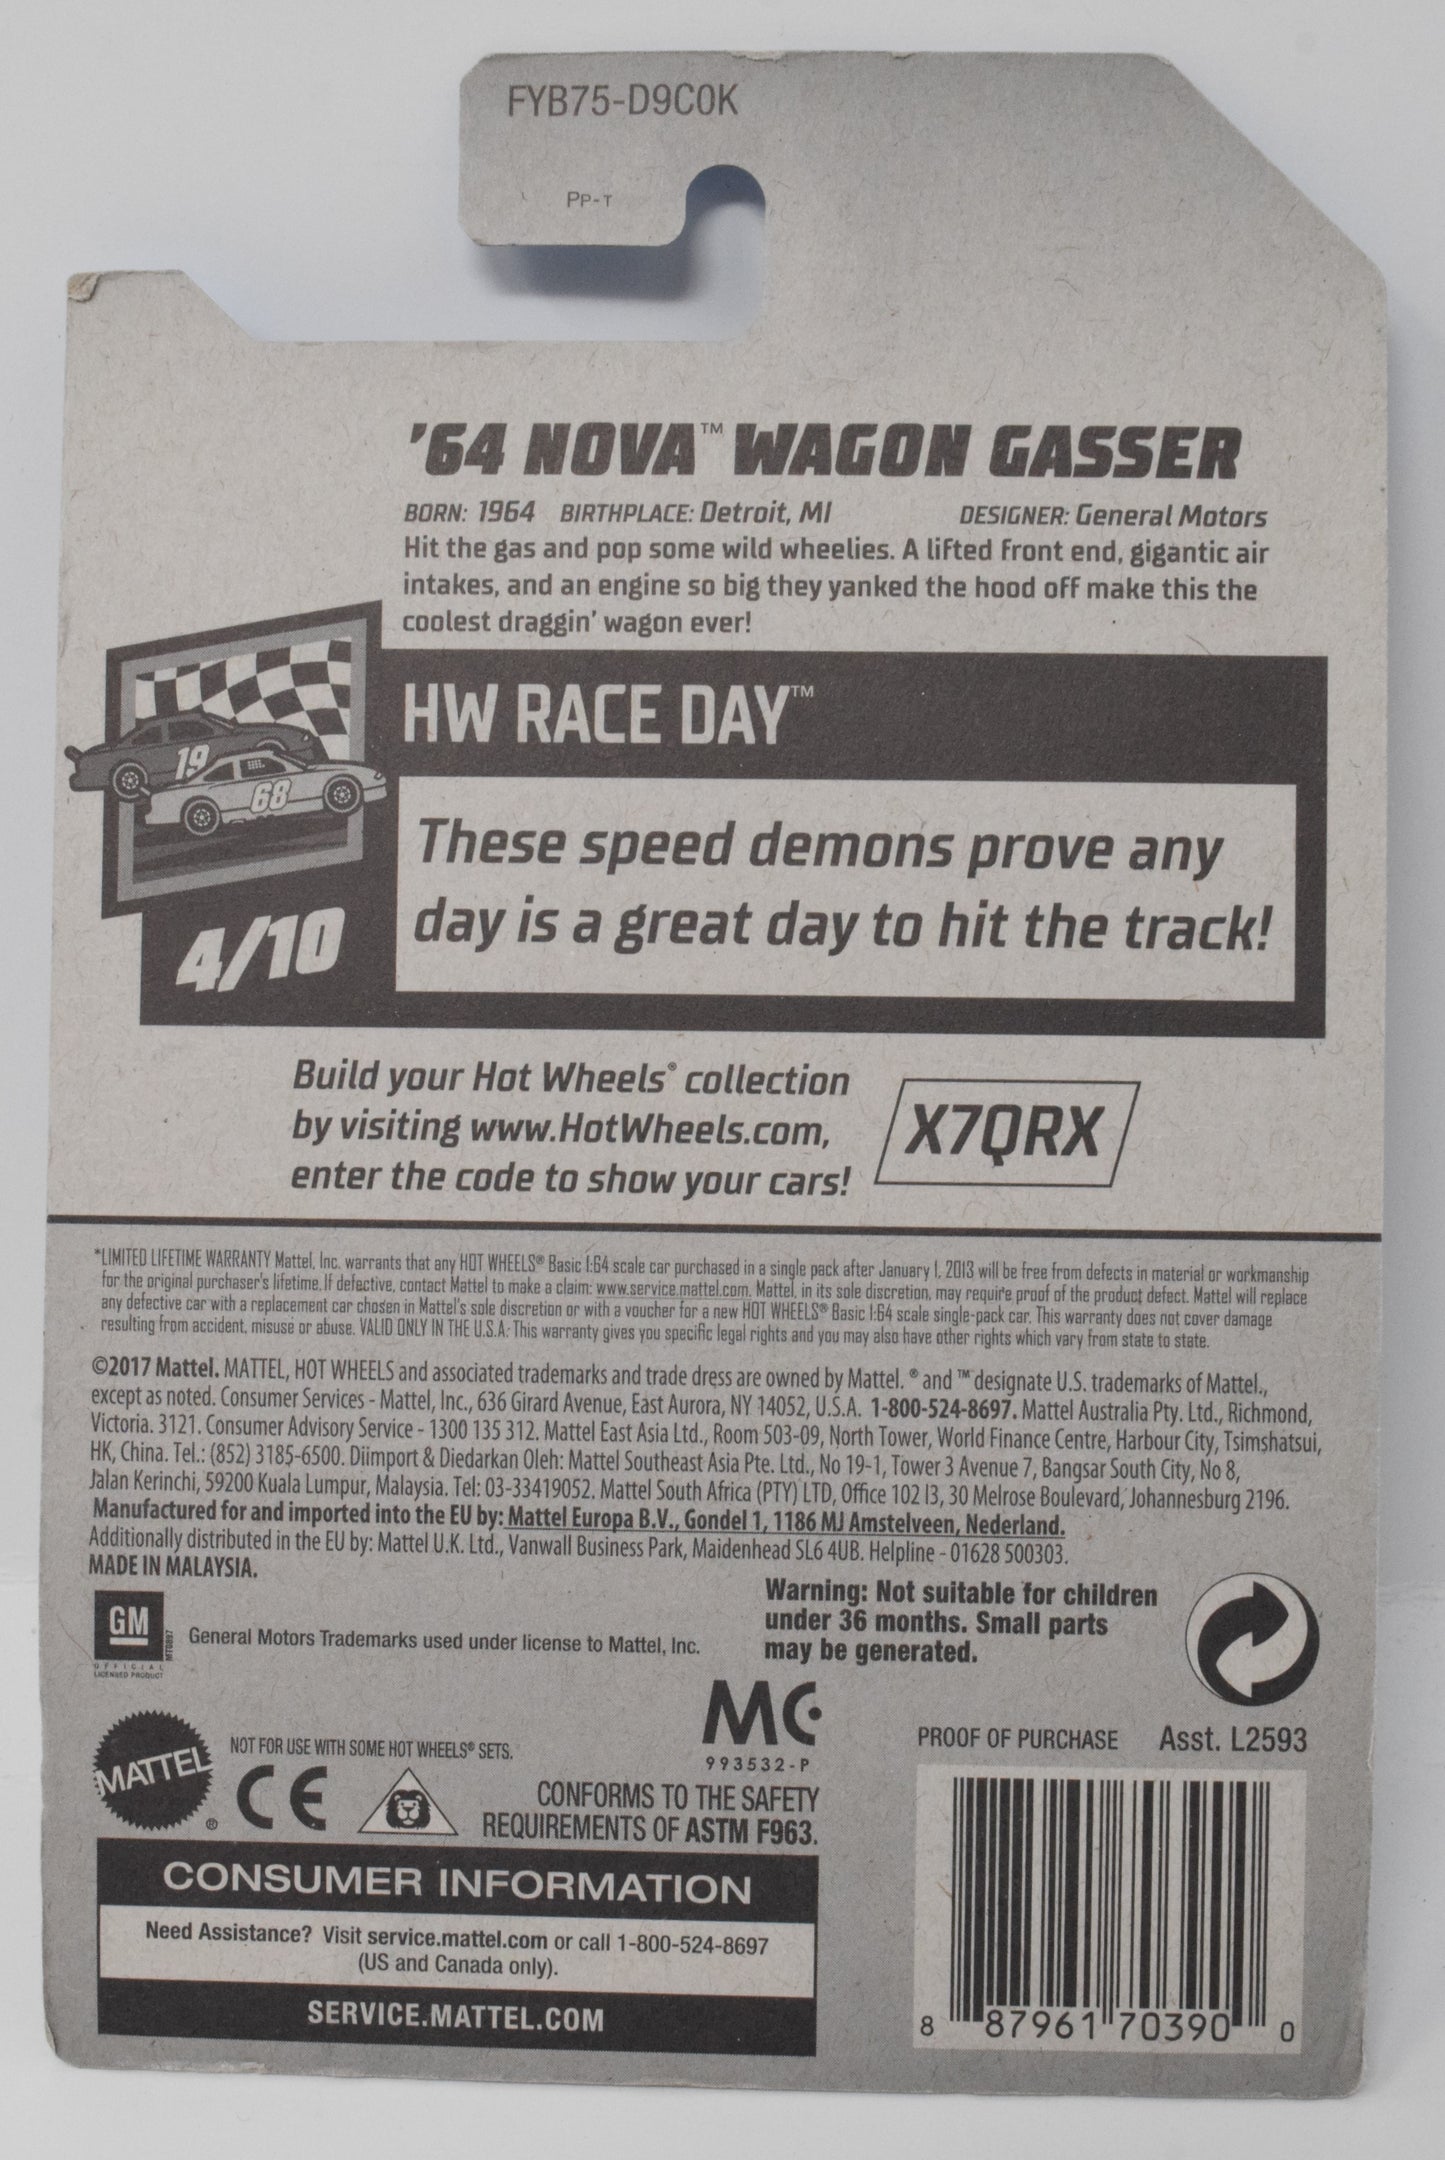 FYB75-D9C0K
PP-T
'64 NOVA™ WAGON GASSER
BORN: 1964 BIRTHPLACE: Detroit, MI DESIGNER: General Motors
Hit the gas and pop some wild wheelies. A lifted front end, gigantic air
intakes, and an engine so big they yanked the hood off make this the
coolest draggin' wagon ever!
19
68
HW RACE DAY™
These speed demons prove any
day is a great day to hit the track!
4/10
Build your Hot Wheels® collection
by visiting www.HotWheels.com,
enter the code to show your cars!
X7QRX
*LIMITED LIFETIME WARRANTY Mattel, Inc. warrants that any HOT WHEELS® Basic 1:64 scale car purchased in a single pack after January 1, 2013 will be free from defects in material or workmanship
for the original purchaser's lifetime. If defective, contact Mattel to make a claim: www.service.mattel.com. Mattel, in its sole discretion, may require proof of the product defect. Mattel will replace
any defective car with a replacement car chosen in Mattel's sole discretion or with a voucher for a new HOT WHEELS® Basic 1:64 scale single-pack car. This warranty does not cover damage
resulting from accident, misuse or abuse. VALID ONLY IN THE U.S.A. This warranty gives you specific legal rights and you may also have other rights which vary from state to state.
©2017 Mattel. MATTEL, HOT WHEELS and associated trademarks and trade dress are owned by Mattel. ® and ™ designate U.S. trademarks of Mattel.,
except as noted. Consumer Services - Mattel, Inc., 636 Girard Avenue, East Aurora, NY 14052, U.S.A. 1-800-524-8697. Mattel Australia Pty. Ltd., Richmond,
Victoria. 3121. Consumer Advisory Service - 1300 135 312. Mattel East Asia Ltd., Room 503-09, North Tower, World Finance Centre, Harbour City, Tsimshatsui,
HK, China. Tel.: (852) 3185-6500. Diimport & Diedarkan Oleh: Mattel Southeast Asia Pte. Ltd., No 19-1, Tower 3 Avenue 7, Bangsar South City, No 8,
Jalan Kerinchi, 59200 Kuala Lumpur, Malaysia. Tel: 03-33419052. Mattel South Africa (PTY) LTD, Office 102 I3, 30 Melrose Boulevard, Johannesburg 2196.
Manufactured for and imported into the EU by: Mattel Europa B.V., Gondel 1, 1186 MJ Amstelveen, Nederland.
Additionally distributed in the EU by: Mattel U.K. Ltd., Vanwall Business Park, Maidenhead SL6 4UB. Helpline - 01628 500303.
MADE IN MALAYSIA.
GM
OFFICIAL
LICENSED PRODUCT
MT0897
General Motors Trademarks used under license to Mattel, Inc.
Warning: Not suitable for children
under 36 months. Small parts
may be generated.
MATTEL®
NOT FOR USE WITH SOME HOT WHEELS® SETS.
CE
MC
993532-P
CONFORMS TO THE SAFETY
REQUIREMENTS OF ASTM F963.
PROOF OF PURCHASE Asst. L2593
CONSUMER INFORMATION
Need Assistance? Visit service.mattel.com or call 1-800-524-8697
(US and Canada only).
SERVICE.MATTEL.COM
8 87961 70390 0